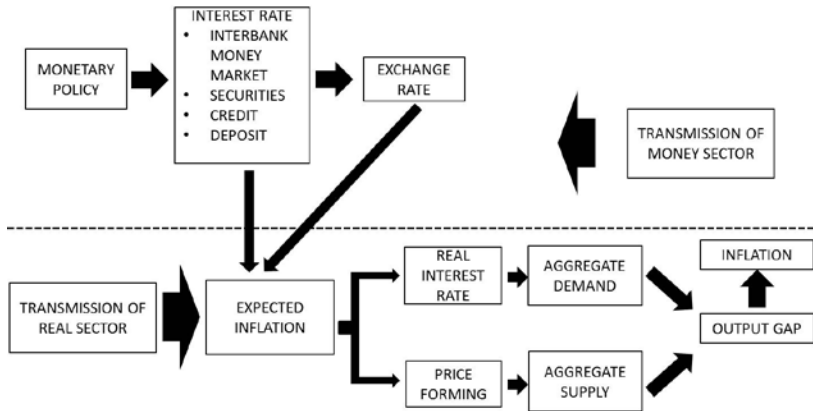 INTEREST RATE
• INTERBANK
MONEY
MARKET
• SECURITIES
• CREDIT
• DEPOSIT
MONETARY
POLICY
EXCHANGE
RATE
TRANSMISSION OF
MONEY SECTOR
TRANSMISSION OF
REAL SECTOR
EXPECTED
INFLATION
REAL
INTEREST
RATE
AGGREGATE
DEMAND
INFLATION
OUTPUT GAP
PRICE
FORMING
AGGREGATE
SUPPLY